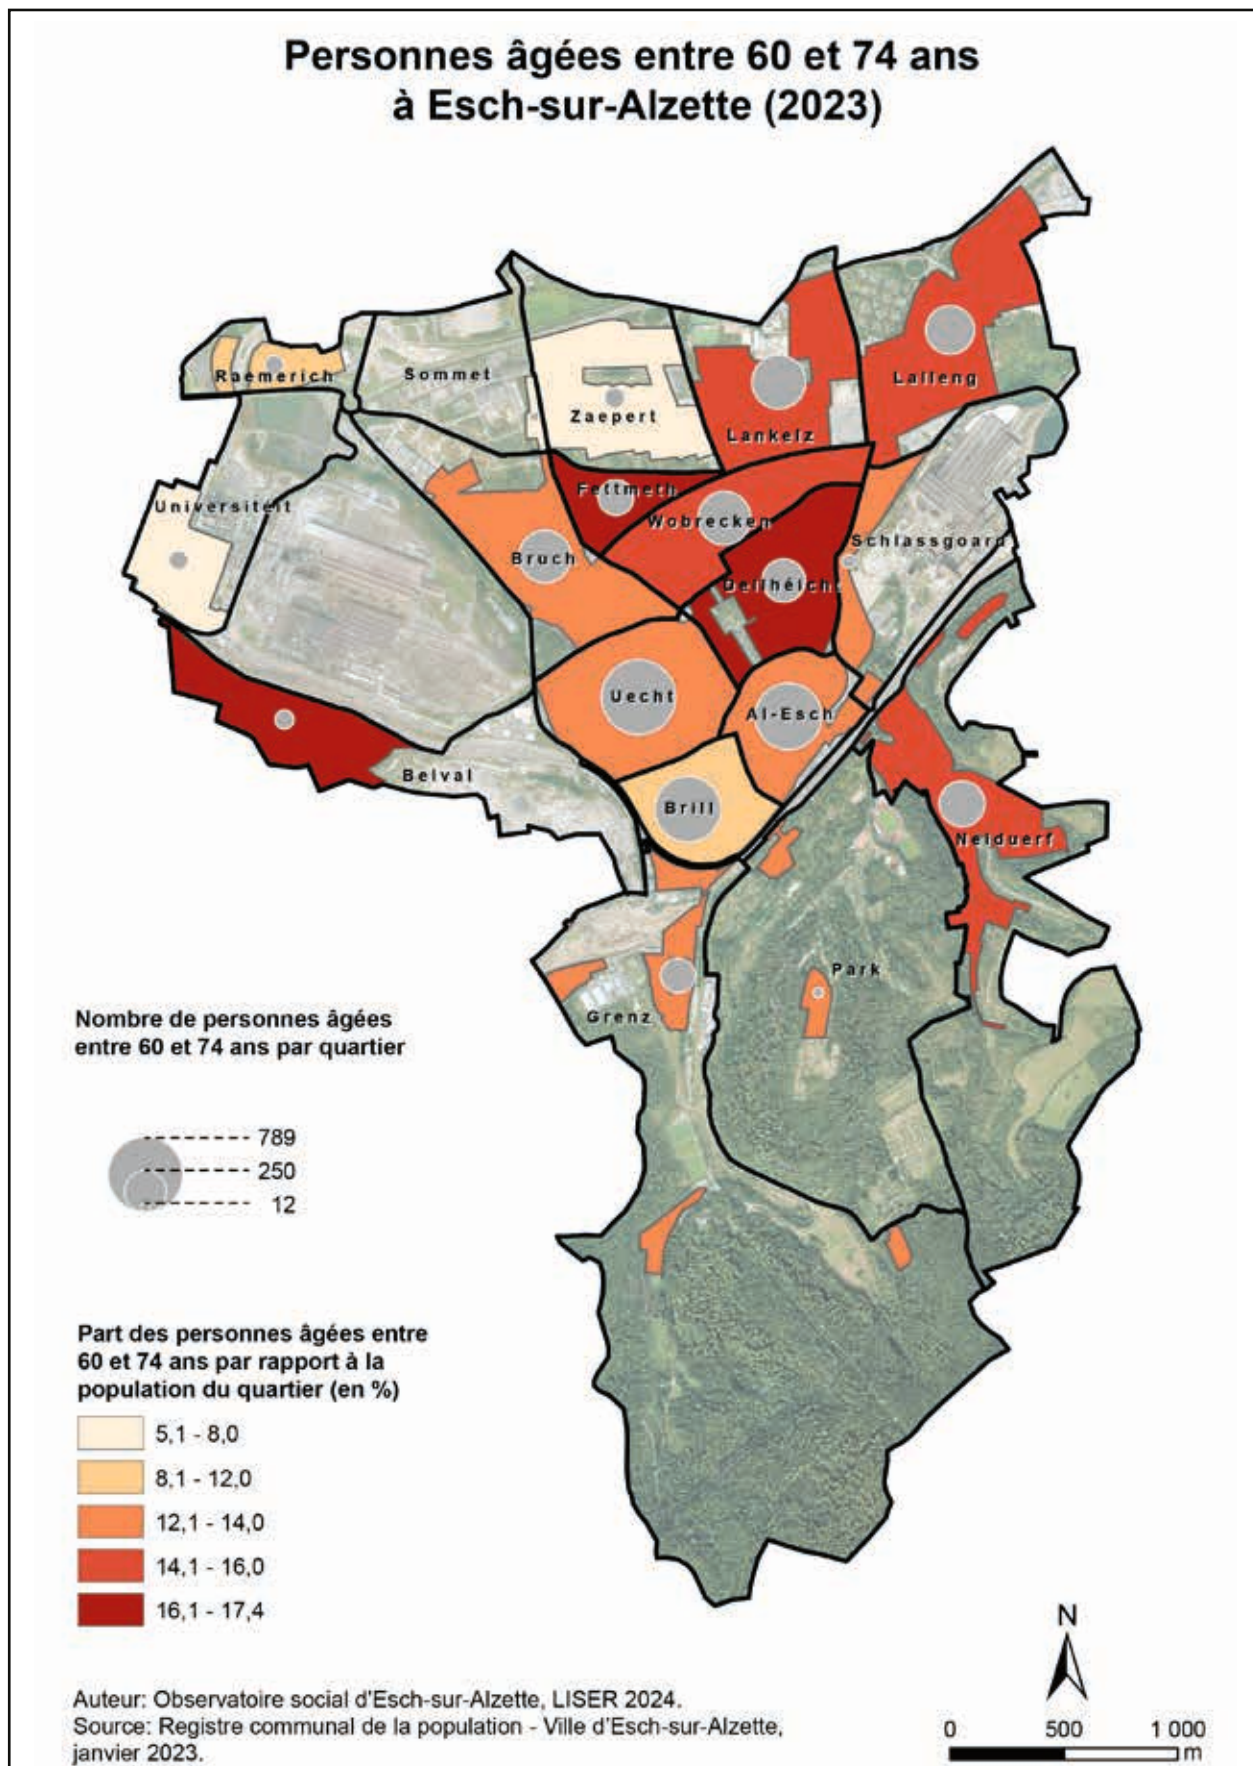 Personnes âgées entre 60 et 74 ans
à Esch-sur-Alzette (2023)
Raemerich
Sommet
Zaepert
Lankelz
Lalleng
Universitéit
Fettmeth
Wobrecken
Schlassgoard
Bruch
Dellhéicht
Uecht
Al-Esch
Belval
Brill
Neiduerf
Park
Grenz
Nombre de personnes âgées
entre 60 et 74 ans par quartier
789
250
12
Part des personnes âgées entre
60 et 74 ans par rapport à la
population du quartier (en %)
5,1 - 8,0
8,1 - 12,0
12,1 - 14,0
14,1 - 16,0
16,1 - 17,4
N
Auteur: Observatoire social d'Esch-sur-Alzette, LISER 2024.
Source: Registre communal de la population - Ville d'Esch-sur-Alzette,
janvier 2023.
0 500 1 000
m